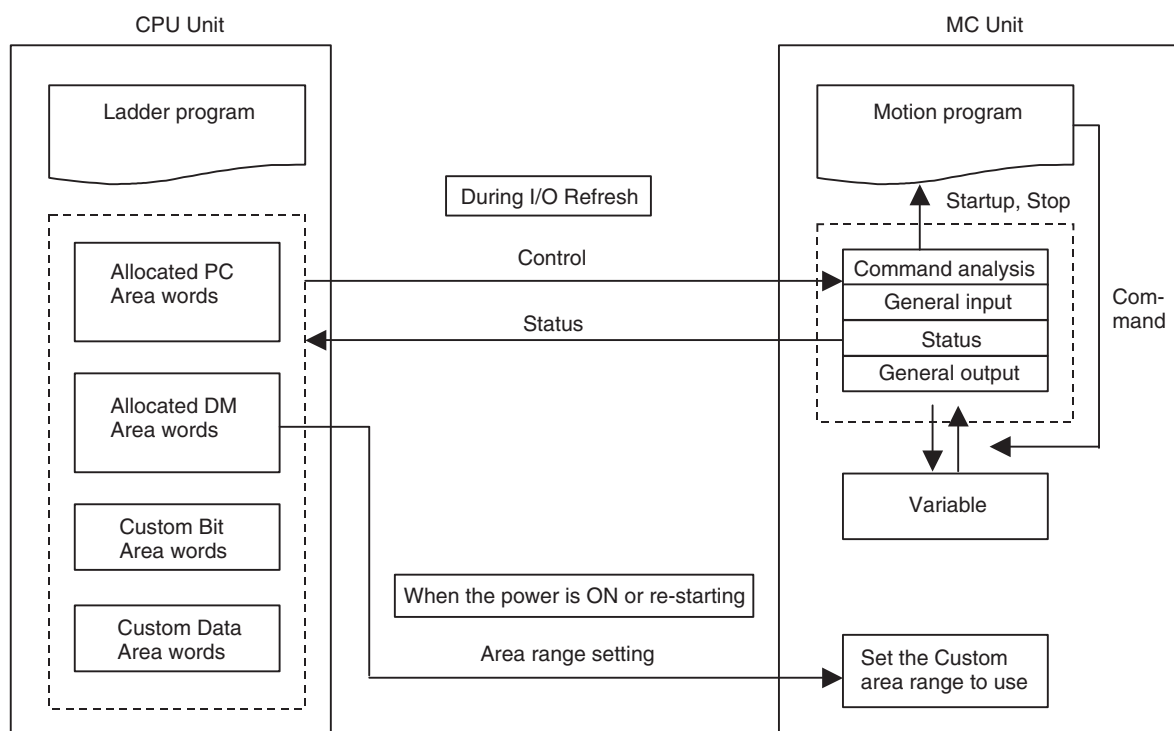 CPU Unit
MC Unit
Ladder program
Motion program
During I/O Refresh
Startup, Stop
Allocated PC
Area words
Control
Command analysis
General input
Status
Status
General output
Com-
mand
Allocated DM
Area words
Variable
Custom Bit
Area words
When the power is ON or re-starting
Custom Data
Area words
Area range setting
Set the Custom
area range to use